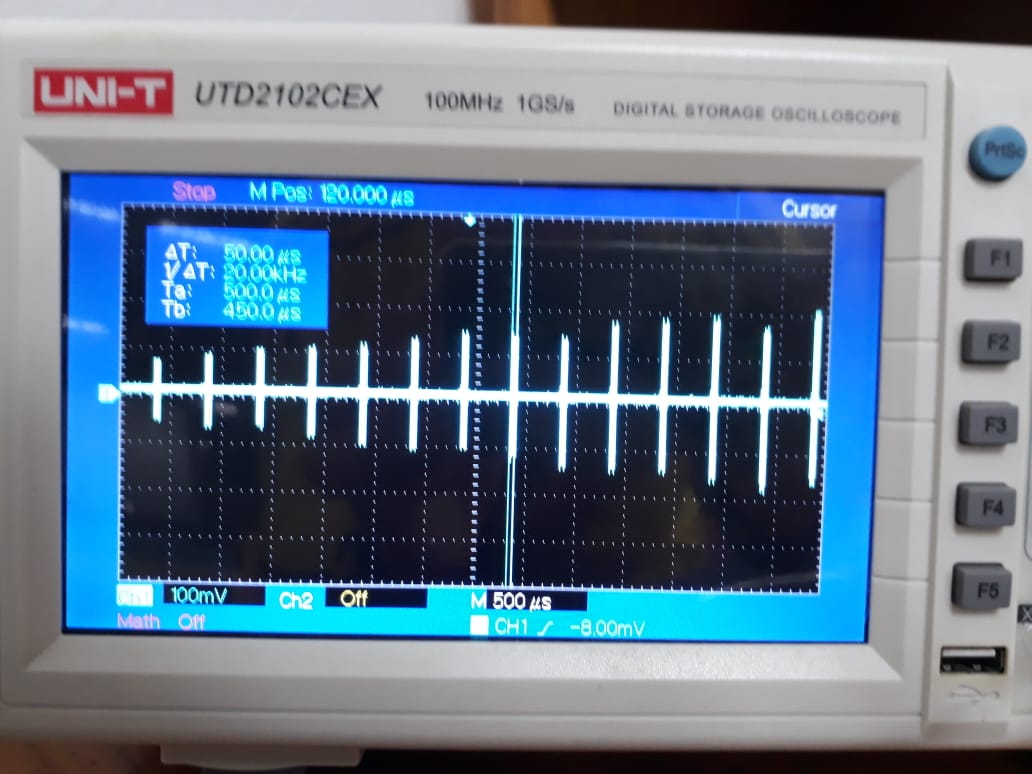 UNI-T UTD2102CEX 100MHz 1GS/s DIGITAL STORAGE OSCILLOSCOPE
PrtSc
Stop M Pos: 120.000 μs
Cursor
ΔT: 50.00 μs
1/ΔT: 20.00kHz
Ta: 500.0 μs
Tb: 450.0 μs
F1
F2
F3
F4
F5
100mV Ch2 Off M 500 μs
Math Off CH1 -8.00mV